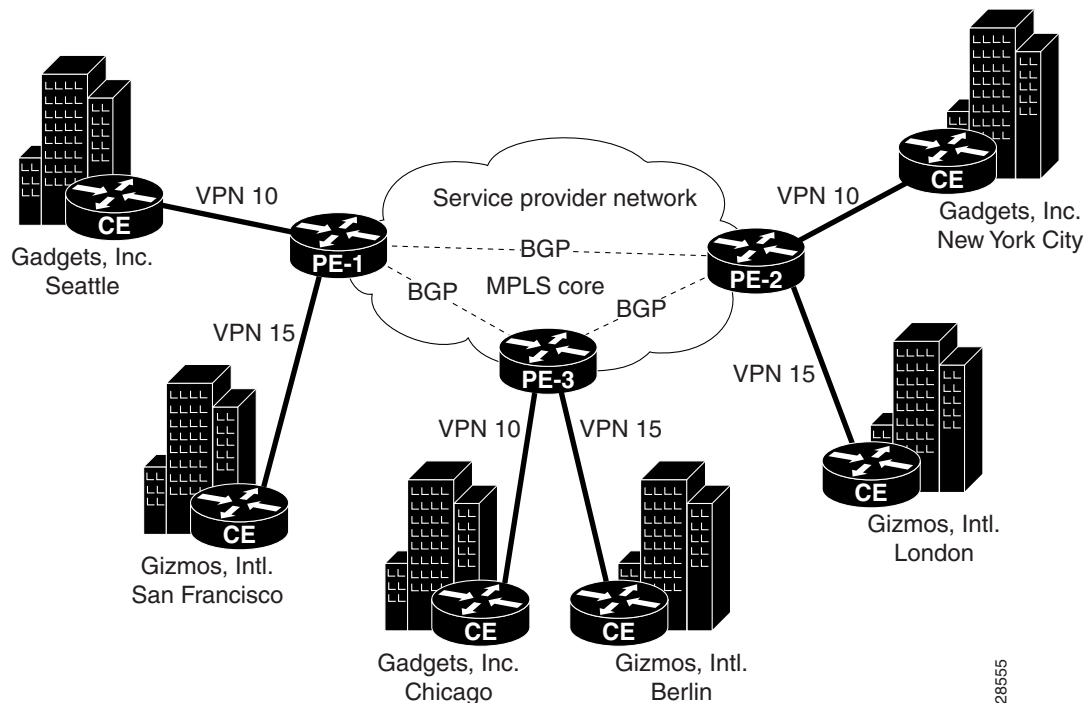 VPN 10
CE
Gadgets, Inc.
Seattle
Service provider network
PE-1
BGP
MPLS core
BGP
BGP
PE-2
VPN 10
CE
Gadgets, Inc.
New York City
VPN 15
CE
Gizmos, Intl.
San Francisco
PE-3
VPN 10
VPN 15
CE
Gadgets, Inc.
Chicago
CE
Gizmos, Intl.
Berlin
VPN 15
CE
Gizmos, Intl.
London
28555